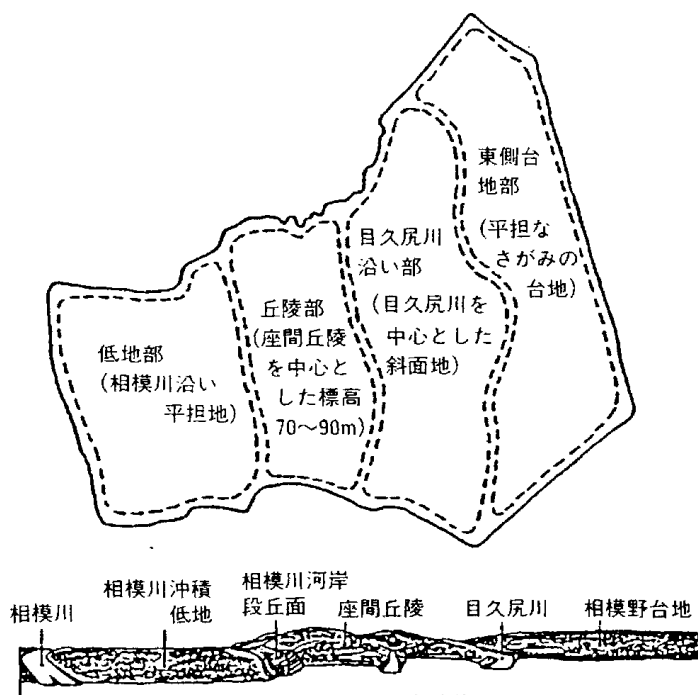 東側台
地部
(平担な
さがみの
台地)
目久尻川
沿い部
(目久尻川を
中心とした
斜面地)
丘陵部
(座間丘陵
を中心と
した標高
70〜90m)
低地部
(相模川沿い
平担地)
相模川
相模川沖積
低地
相模川河岸
段丘面
座間丘陵
目久尻川
相模野台地